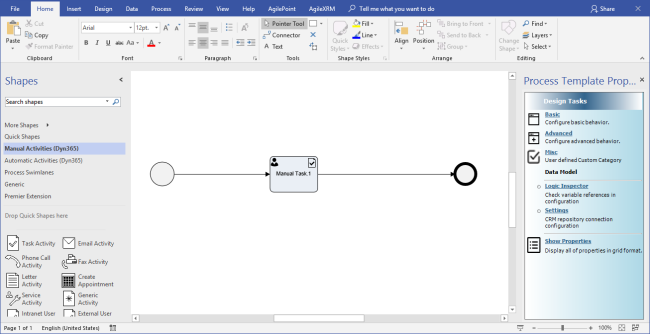 File Home Insert Design Data Process Review View Help AgilePoint AgileXRM Tell me what you want to do Share
Paste
Cut
Copy
Format Painter
Arial 12pt.
B I U abc Aa A
Pointer Tool
Connector
A Text
Quick Styles
Fill
Line
Effects
Align Position
Bring to Front
Send to Back
Group
Change Shape
Find
Layers
Select
Clipboard Font Paragraph Tools Shape Styles Arrange Editing
Shapes
Search shapes
More Shapes
Quick Shapes
Manual Activities (Dyn365)
Automatic Activities (Dyn365)
Process Swimlanes
Generic
Premier Extension
Drop Quick Shapes here
Task Activity Email Activity
Phone Call Activity Fax Activity
Letter Activity Create Appointment
Service Activity Generic Activity
Intranet User External User
Manual Task.1
Process Template Prop...
Design Tasks
Basic
Configure basic behavior.
Advanced
Configure advanced behavior.
Misc
User defined Custom Category
Data Model
Logic Inspector
Check variable references in
configuration
Settings
CRM repository connection
configuration
Show Properties
Display all of properties in grid format.
Page 1 of 1 English (United States) 100%